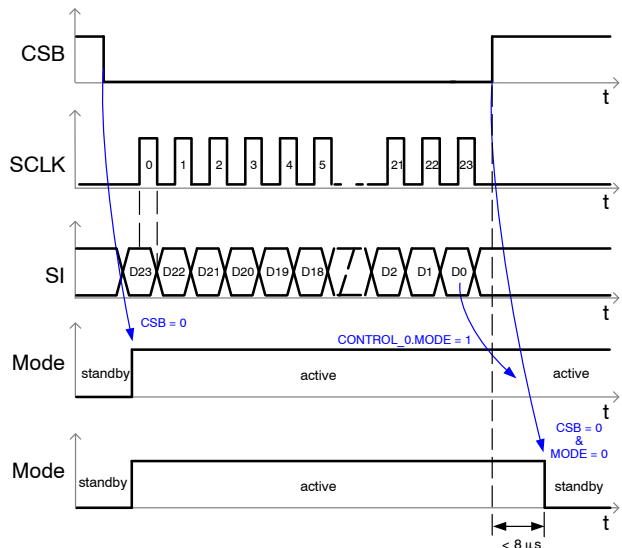 CSB
t
SCLK
0 1 2 3 4 5 21 22 23
t
SI
D23 D22 D21 D20 D19 D18 D2 D1 D0
t
CSB = 0
CONTROL_0.MODE = 1
Mode
standby active active
t
CSB = 0
&
MODE = 0
Mode
standby active standby
t
< 8 µs